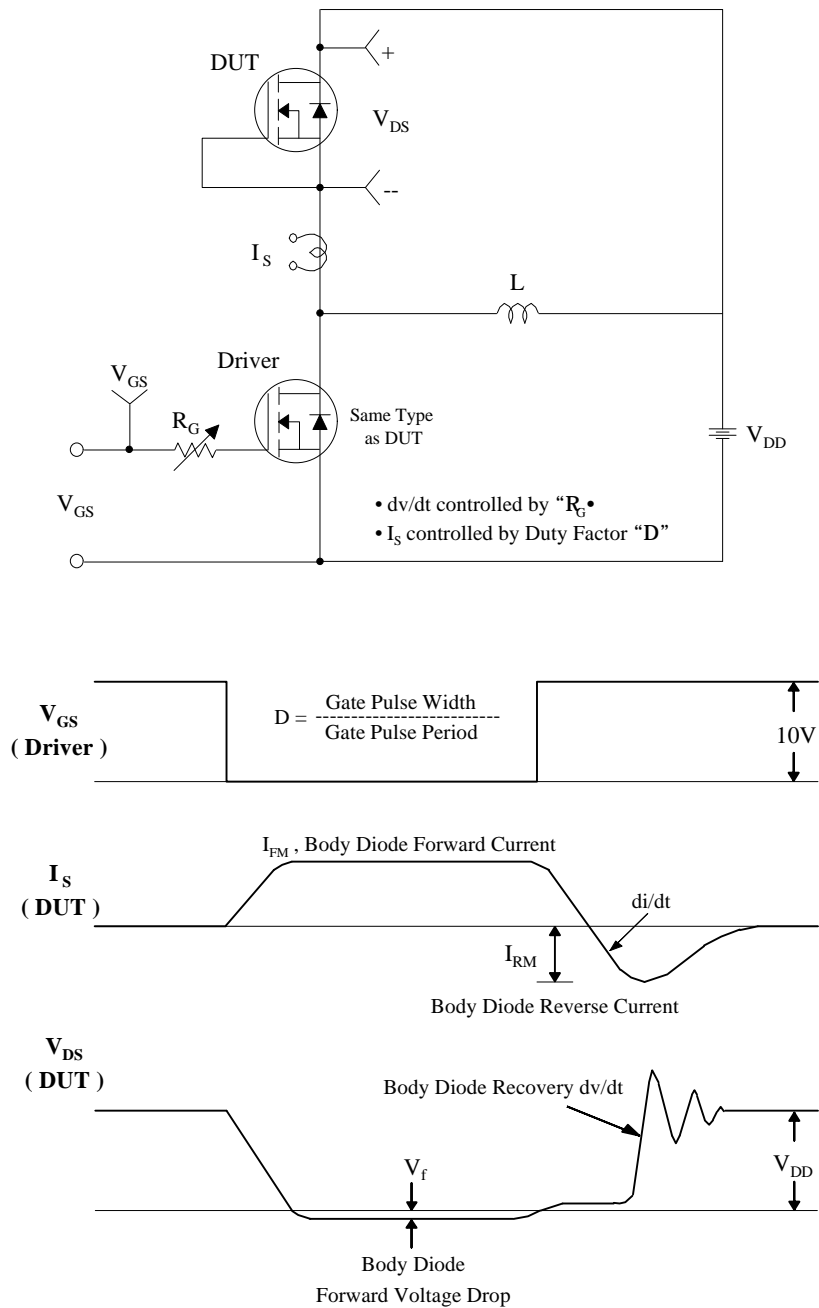 DUT
+
V_DS
--
I_S
L
Driver
V_GS
R_G
Same Type
as DUT
V_DD
V_GS
• dv/dt controlled by “R_G•
• I_S controlled by Duty Factor “D”
V_GS
( Driver )
D = Gate Pulse Width
Gate Pulse Period
10V
I_S
( DUT )
I_FM , Body Diode Forward Current
di/dt
I_RM
Body Diode Reverse Current
V_DS
( DUT )
Body Diode Recovery dv/dt
V_f
V_DD
Body Diode
Forward Voltage Drop